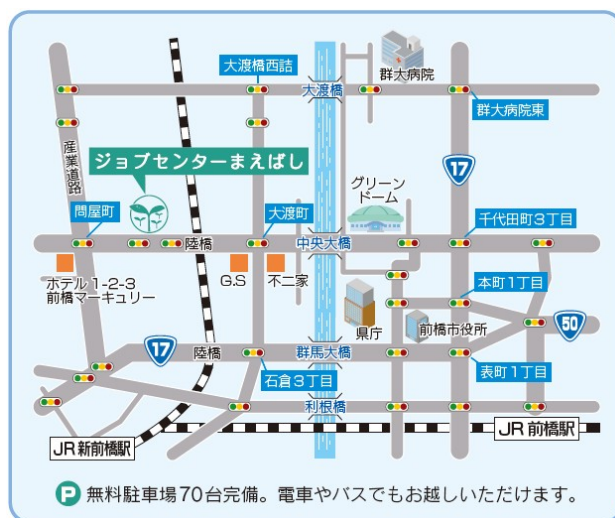 群大病院
大渡橋西詰
大渡橋
群大病院東
産業道路
ジョブセンターまえばし
17
グリーン
ドーム
問屋町
大渡町
千代田町3丁目
陸橋
中央大橋
ホテル1-2-3
前橋マーキュリー
G.S
不二家
本町1丁目
県庁
前橋市役所
50
17
陸橋
群馬大橋
石倉3丁目
表町1丁目
利根橋
JR新前橋駅
JR前橋駅
P 無料駐車場70台完備。電車やバスでもお越しいただけます。